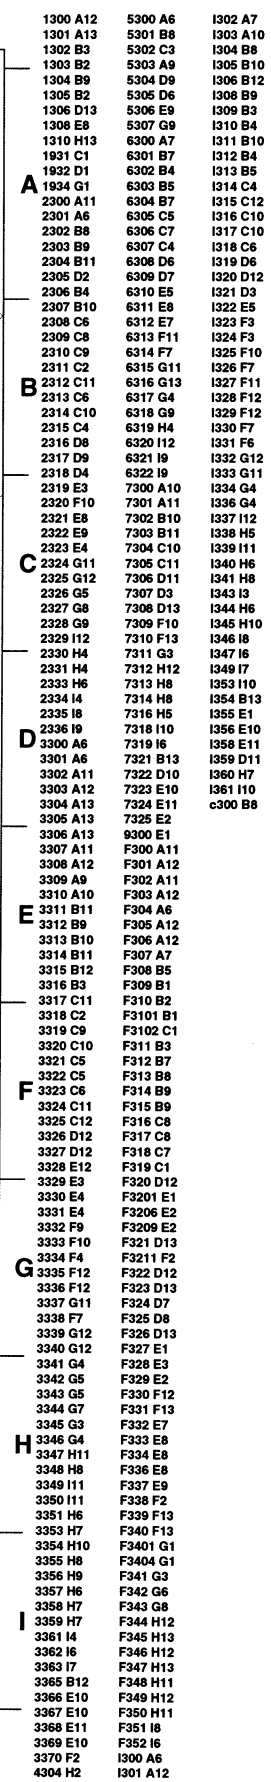 A
B
C
D
E
F
G
H
I
1300 A12
1301 A13
1302 B3
1303 B2
1304 B9
1305 B2
1306 D13
1308 E8
1310 H13
1931 C1
1932 D1
1934 G1
2300 A11
2301 A6
2302 B8
2303 B9
2304 B11
2305 D2
2306 B4
2307 B10
2308 C6
2309 C8
2310 C9
2311 C2
2312 C11
2313 C6
2314 C10
2315 C4
2316 D8
2317 D9
2318 D4
2319 E3
2320 F10
2321 E8
2322 E9
2323 E4
2324 G11
2325 G12
2326 G5
2327 G8
2328 G9
2329 I12
2330 H4
2331 H4
2333 H6
2334 I4
2335 I8
2336 I9
3300 A6
3301 A6
3302 A11
3303 A12
3304 A13
3305 A13
3306 A13
3307 A11
3308 A12
3309 A9
3310 A10
3311 B11
3312 B9
3313 B10
3314 B11
3315 B12
3316 B3
3317 C11
3318 C2
3319 C9
3320 C10
3321 C5
3322 C5
3323 C6
3324 C11
3325 C12
3326 D12
3327 D12
3328 E12
3329 E3
3330 E4
3331 E4
3332 F9
3333 F10
3334 F4
3335 F12
3336 F12
3337 G11
3338 F7
3339 G12
3340 G12
3341 G4
3342 G5
3343 G5
3344 G7
3345 G3
3346 G4
3347 H11
3348 H8
3349 I11
3350 I11
3351 H6
3353 H7
3354 H10
3355 H8
3356 H9
3357 H6
3358 H7
3359 H7
3361 I4
3362 I6
3363 I7
3365 B12
3366 E10
3367 E10
3368 E11
3369 E10
3370 F2
4304 H2
5300 A6
5301 B8
5302 C3
5303 A9
5304 D9
5305 D6
5306 E9
5307 G9
6300 A7
6301 B7
6302 B4
6303 B5
6304 B7
6305 C5
6306 C7
6307 C4
6308 D6
6309 D7
6310 E5
6311 E8
6312 E7
6313 F11
6314 F7
6315 G11
6316 G13
6317 G4
6318 G9
6319 H4
6320 I12
6321 I9
6322 I9
7300 A10
7301 A11
7302 B10
7303 B11
7304 C10
7305 C11
7306 D11
7307 D3
7308 D13
7309 F10
7310 F13
7311 G3
7312 H12
7313 H8
7314 H8
7316 H5
7318 I10
7319 I6
7321 B13
7322 D10
7323 E10
7324 E11
7325 E2
9300 E1
F300 A11
F301 A12
F302 A11
F303 A12
F304 A6
F305 A12
F306 A12
F307 A7
F308 B5
F309 B1
F310 B2
F3101 B1
F3102 C1
F311 B3
F312 B7
F313 B8
F314 B9
F315 B9
F316 C8
F317 C8
F318 C7
F319 C1
F320 D12
F3201 E1
F3206 E2
F3209 E2
F321 D13
F3211 F2
F322 D12
F323 D13
F324 D7
F325 D8
F326 D13
F327 E1
F328 E3
F329 E2
F330 F12
F331 F13
F332 E7
F333 E8
F334 E8
F336 E8
F337 E9
F338 F2
F339 F13
F340 F13
F3401 G1
F3404 G1
F341 G3
F342 G6
F343 G8
F344 H12
F345 H13
F346 H12
F347 H13
F348 H11
F349 H12
F350 H11
F351 I8
F352 I6
I300 A6
I301 A12
I302 A7
I303 A10
I304 B8
I305 B10
I306 B12
I308 B9
I309 B3
I310 B4
I311 B10
I312 B4
I313 B5
I314 C4
I315 C12
I316 C10
I317 C10
I318 C6
I319 D6
I320 D12
I321 D3
I322 E5
I323 F3
I324 F3
I325 F10
I326 F7
I327 F11
I328 F12
I329 F12
I330 F7
I331 F6
I332 G12
I333 G11
I334 G4
I336 G4
I337 I12
I338 H5
I339 I11
I340 H6
I341 H8
I343 I3
I344 H6
I345 H10
I346 I8
I347 I6
I349 I7
I353 I10
I354 B13
I355 E1
I356 E10
I358 E11
I359 D11
I360 H7
I361 I10
c300 B8